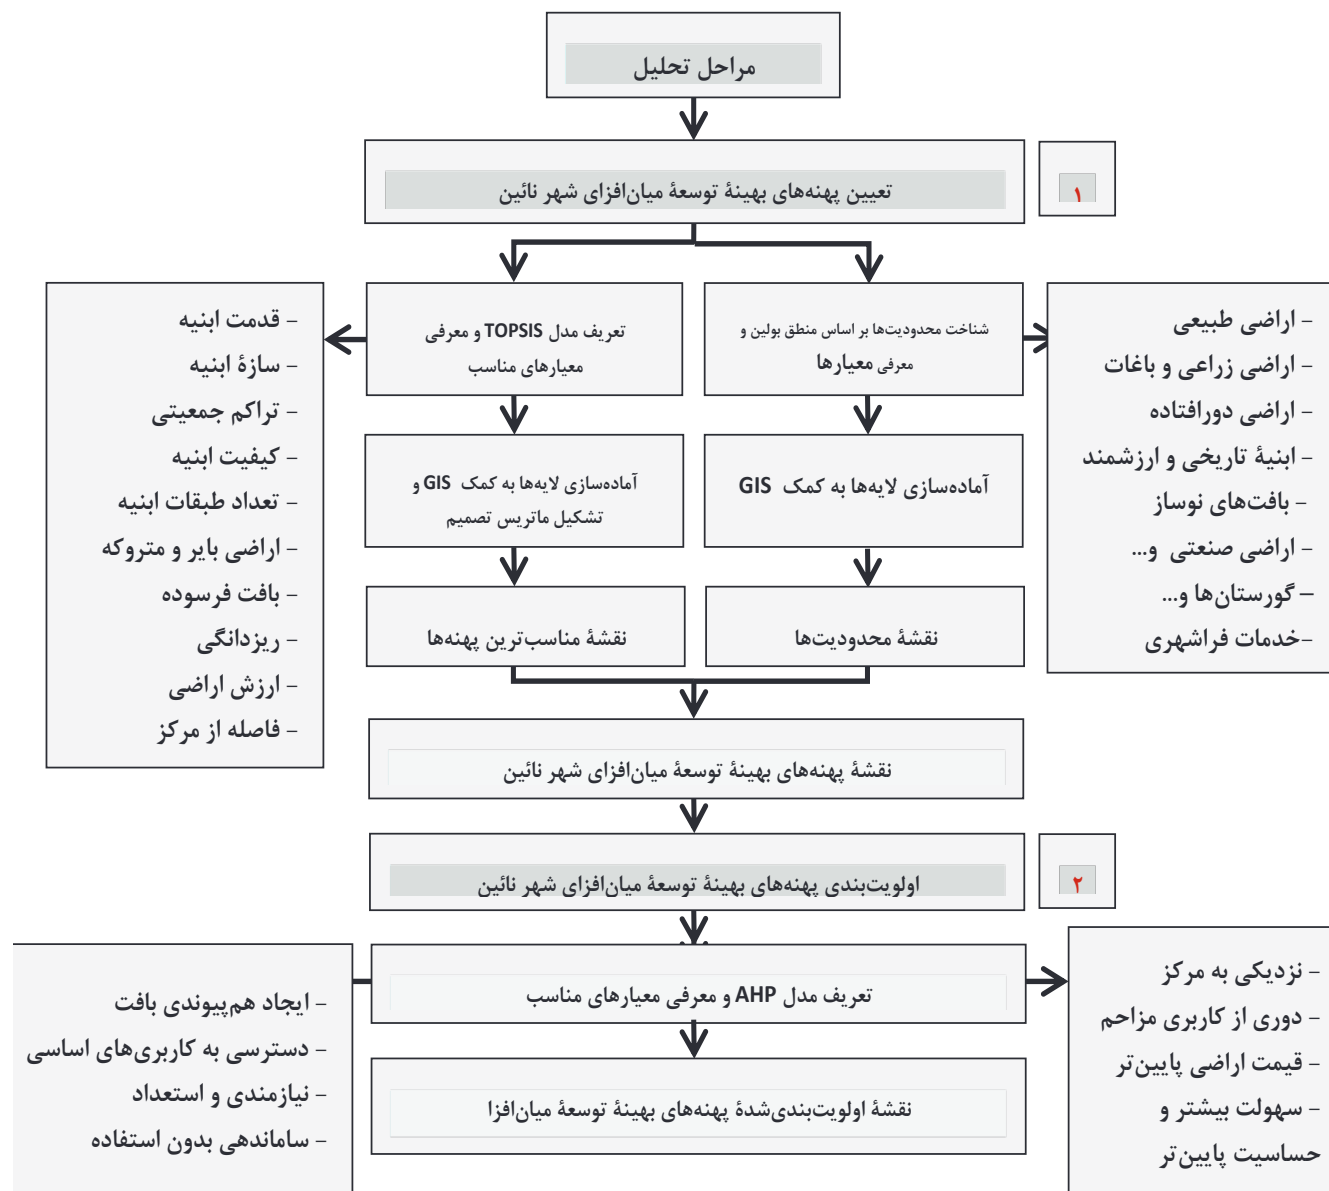 مراحل تحلیل
۱
تعیین پهنه‌های بهینهٔ توسعهٔ میان‌افزای شهر نائین
شناخت محدودیت‌ها بر اساس منطق بولین و
معرفی معیارها
تعریف مدل TOPSIS و معرفی
معیارهای مناسب
– اراضی طبیعی
– اراضی زراعی و باغات
– اراضی دورافتاده
– ابنیهٔ تاریخی و ارزشمند
– بافت‌های نوساز
– اراضی صنعتی و...
– گورستان‌ها و...
-خدمات فراشهری
– قدمت ابنیه
– سازهٔ ابنیه
– تراکم جمعیتی
– کیفیت ابنیه
– تعداد طبقات ابنیه
– اراضی بایر و متروکه
– بافت فرسوده
– ریزدانگی
– ارزش اراضی
– فاصله از مرکز
آماده‌سازی لایه‌ها به کمک GIS
آماده‌سازی لایه‌ها به کمک GIS و
تشکیل ماتریس تصمیم
نقشهٔ محدودیت‌ها
نقشهٔ مناسب‌ترین پهنه‌ها
نقشهٔ پهنه‌های بهینهٔ توسعهٔ میان‌افزای شهر نائین
۲
اولویت‌بندی پهنه‌های بهینهٔ توسعهٔ میان‌افزای شهر نائین
تعریف مدل AHP و معرفی معیارهای مناسب
– نزدیکی به مرکز
– دوری از کاربری مزاحم
– قیمت اراضی پایین‌تر
– سهولت بیشتر و
حساسیت پایین‌تر
– ایجاد هم‌پیوندی بافت
– دسترسی به کاربری‌های اساسی
– نیازمندی و استعداد
– ساماندهی بدون استفاده
نقشهٔ اولویت‌بندی‌شدهٔ پهنه‌های بهینهٔ توسعهٔ میان‌افزا